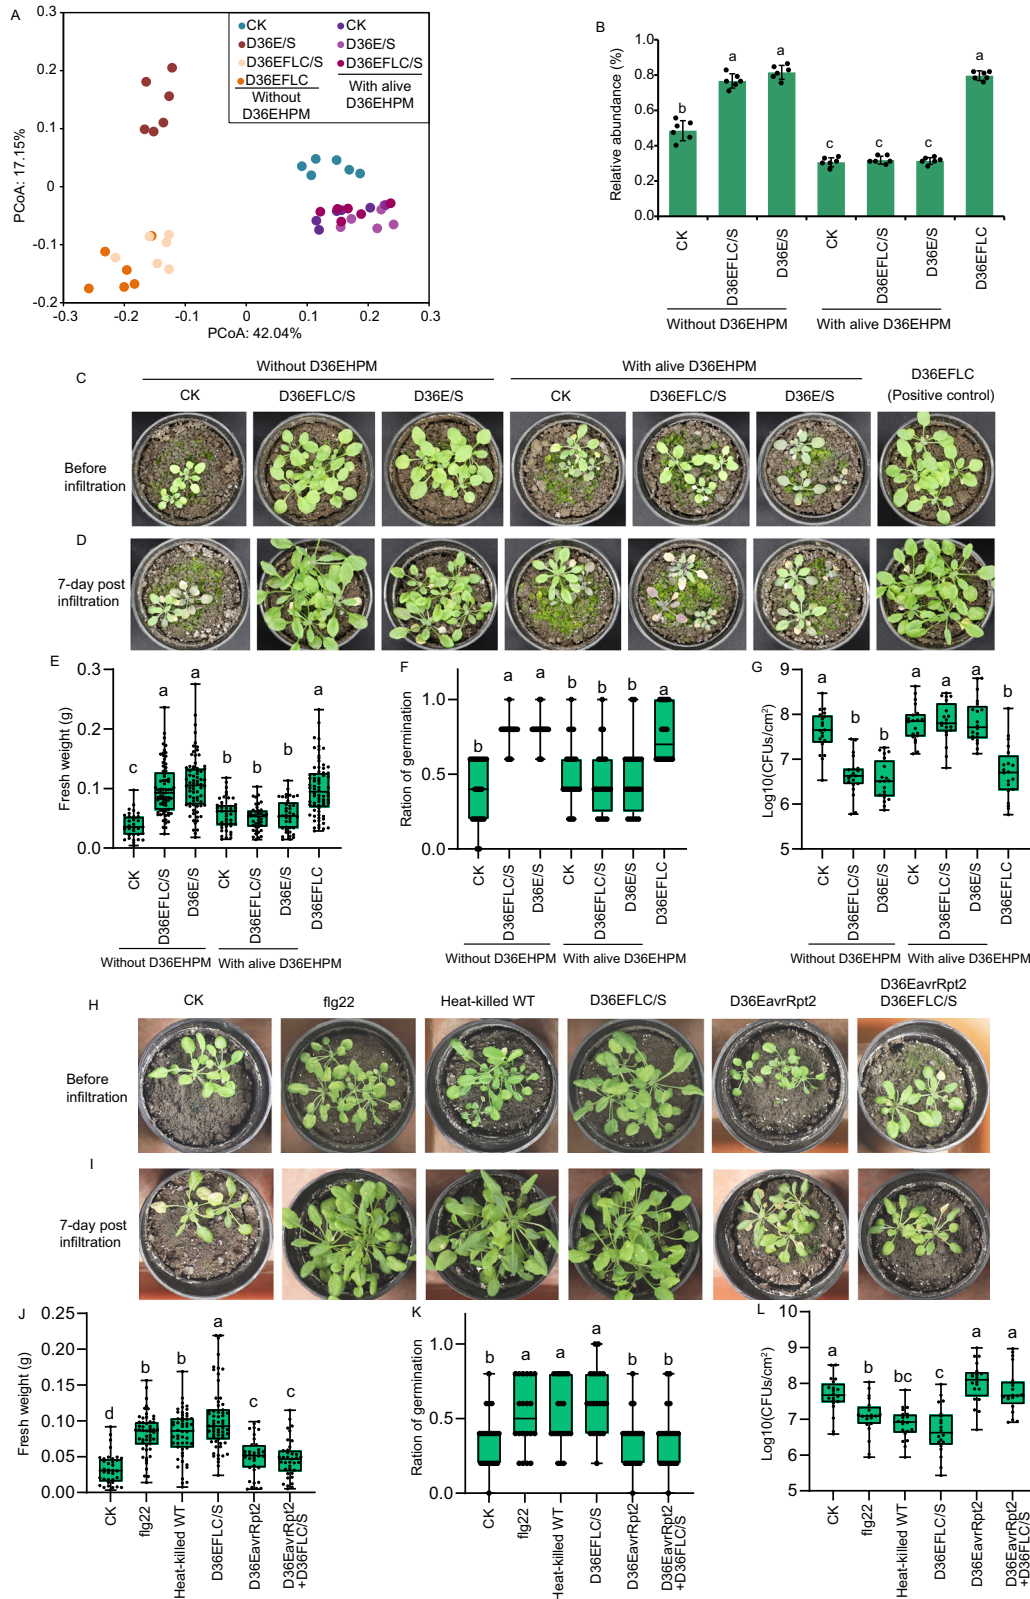 A
CK
D36E/S
D36EFLC/S
D36EFLC
Without
D36EHPM
CK
D36E/S
D36EFLC/S
With alive
D36EHPM
PCoA: 17.15%
0.3
0.2
0.1
0
-0.1
-0.2
-0.3
-0.2
-0.1
0.0
0.1
0.2
0.3
PCoA: 42.04%
B
Relative abundance (%)
1.0
0.8
0.6
0.4
0.2
0.0
b
a
a
c
c
c
a
CK
D36EFLC/S
D36E/S
CK
D36EFLC/S
D36E/S
D36EFLC
Without D36EHPM
With alive D36EHPM
C
Without D36EHPM
With alive D36EHPM
D36EFLC
(Positive control)
CK
D36EFLC/S
D36E/S
CK
D36EFLC/S
D36E/S
Before
infiltration
D
7-day post
infiltration
E
Fresh weight (g)
0.3
0.2
0.1
0.0
c
a
a
b
b
b
a
CK
D36EFLC/S
D36E/S
CK
D36EFLC/S
D36E/S
D36EFLC
Without D36EHPM
With alive D36EHPM
F
Ration of germination
1.0
0.5
0.0
b
a
a
b
b
b
a
CK
D36EFLC/S
D36E/S
CK
D36EFLC/S
D36E/S
D36EFLC
Without D36EHPM
With alive D36EHPM
G
Log10(CFUs/cm²)
9
8
7
6
5
a
b
b
a
a
a
b
CK
D36EFLC/S
D36E/S
CK
D36EFLC/S
D36E/S
D36EFLC
Without D36EHPM
With alive D36EHPM
H
CK
flg22
Heat-killed WT
D36EFLC/S
D36EavrRpt2
D36EavrRpt2
D36EFLC/S
Before
infiltration
I
7-day post
infiltration
J
Fresh weight (g)
0.25
0.20
0.15
0.10
0.05
0.00
d
b
b
a
c
c
CK
flg22
Heat-killed WT
D36EFLC/S
D36EavrRpt2
D36EavrRpt2
+D36FLC/S
K
Ration of germination
1.0
0.5
0.0
b
a
a
a
b
b
CK
flg22
Heat-killed WT
D36EFLC/S
D36EavrRpt2
D36EavrRpt2
+D36FLC/S
L
Log10(CFUs/cm²)
10
9
8
7
6
5
a
b
bc
c
a
a
CK
flg22
Heat-killed WT
D36EFLC/S
D36EavrRpt2
D36EavrRpt2
+D36FLC/S